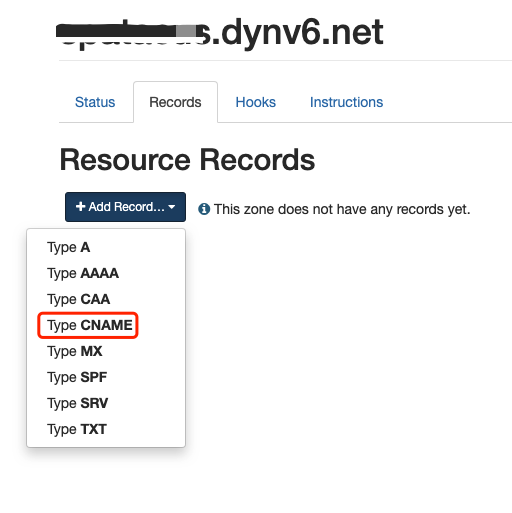 .dynv6.net
Status Records Hooks Instructions
Resource Records
+ Add Record... This zone does not have any records yet.
Type A
Type AAAA
Type CAA
Type CNAME
Type MX
Type SPF
Type SRV
Type TXT